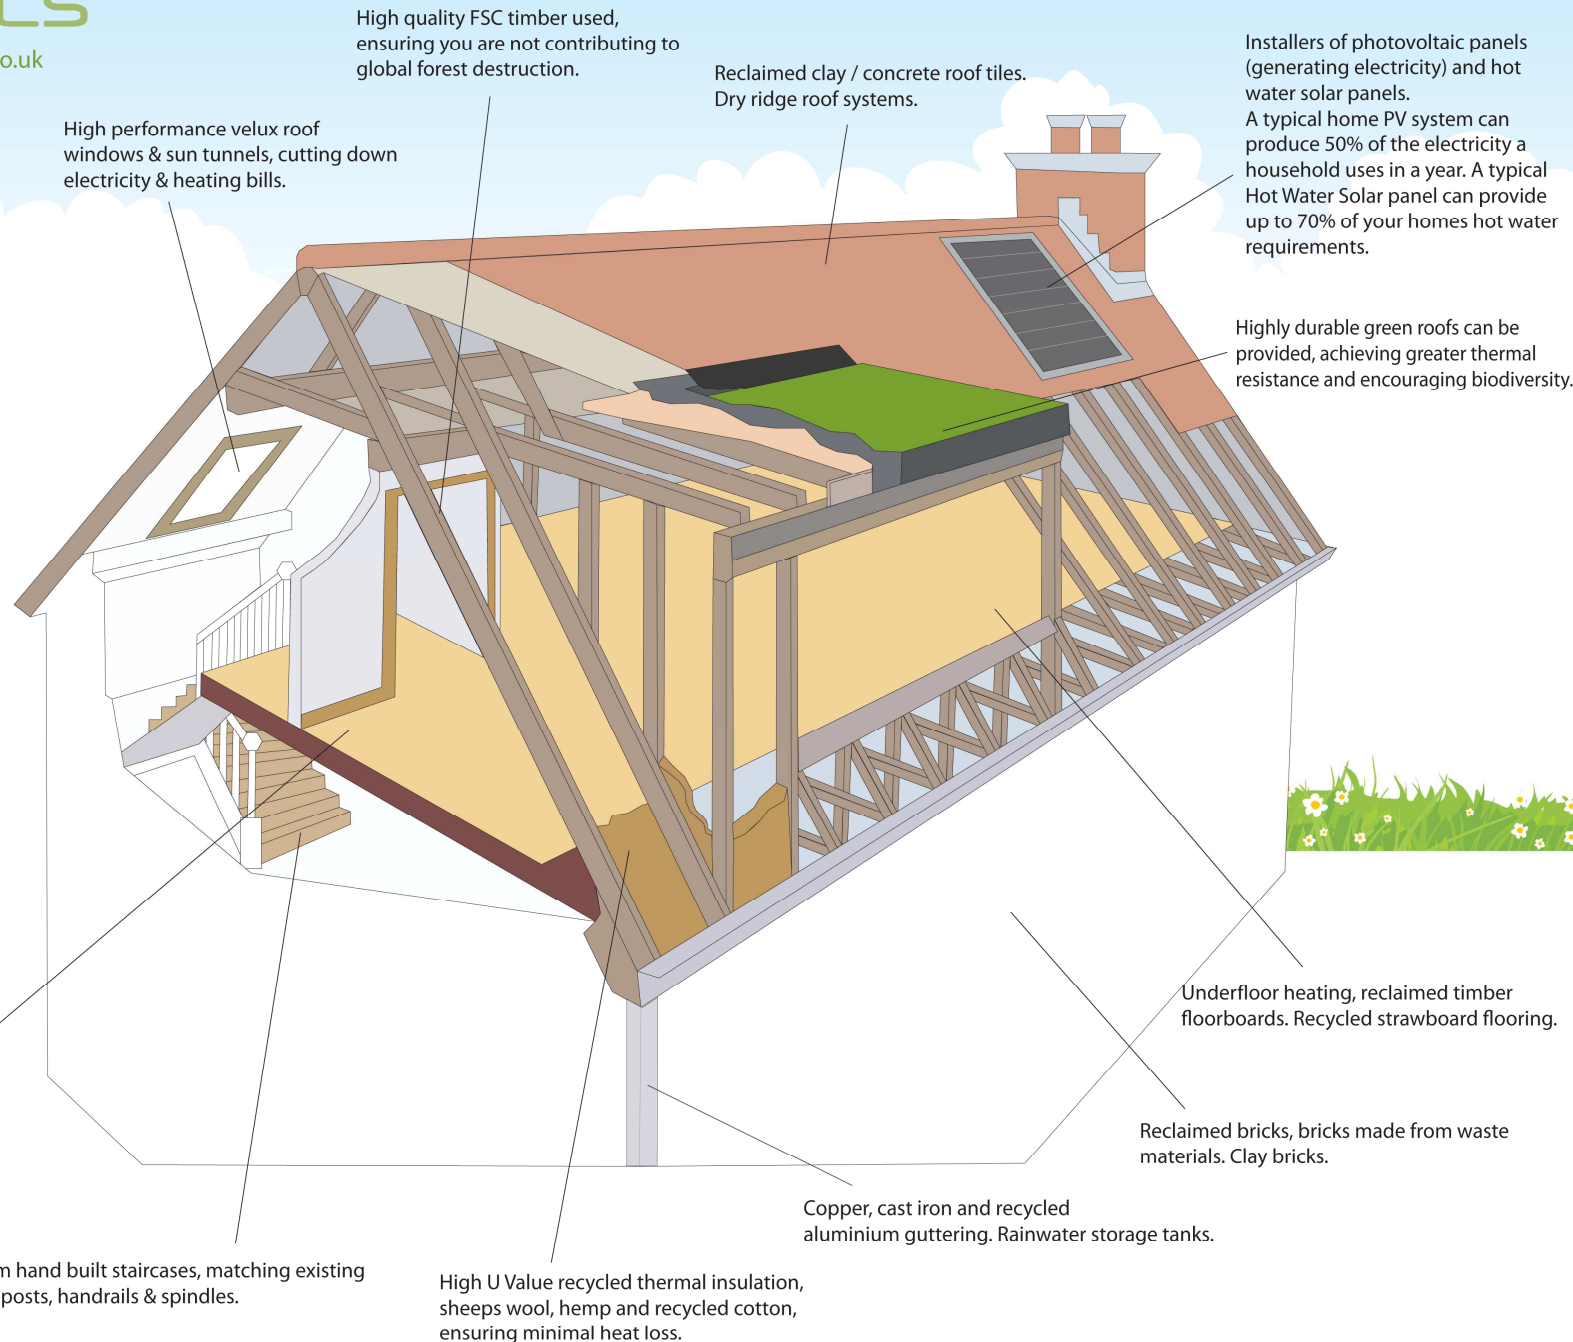 o.uk
High quality FSC timber used,
ensuring you are not contributing to
global forest destruction.
Reclaimed clay / concrete roof tiles.
Dry ridge roof systems.
Installers of photovoltaic panels
(generating electricity) and hot
water solar panels.
A typical home PV system can
produce 50% of the electricity a
household uses in a year. A typical
Hot Water Solar panel can provide
up to 70% of your homes hot water
requirements.
High performance velux roof
windows & sun tunnels, cutting down
electricity & heating bills.
Highly durable green roofs can be
provided, achieving greater thermal
resistance and encouraging biodiversity.
Underfloor heating, reclaimed timber
floorboards. Recycled strawboard flooring.
Reclaimed bricks, bricks made from waste
materials. Clay bricks.
Copper, cast iron and recycled
aluminium guttering. Rainwater storage tanks.
hand built staircases, matching existing
posts, handrails & spindles.
High U Value recycled thermal insulation,
sheeps wool, hemp and recycled cotton,
ensuring minimal heat loss.